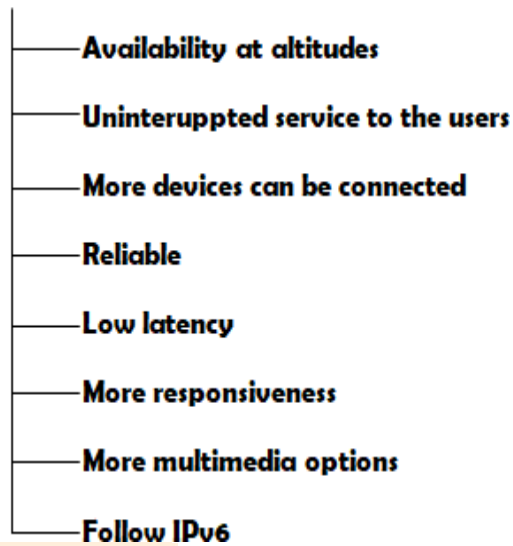 Availability at altitudes
Uninteruppted service to the users
More devices can be connected
Reliable
Low latency
More responsiveness
More multimedia options
Follow IPv6